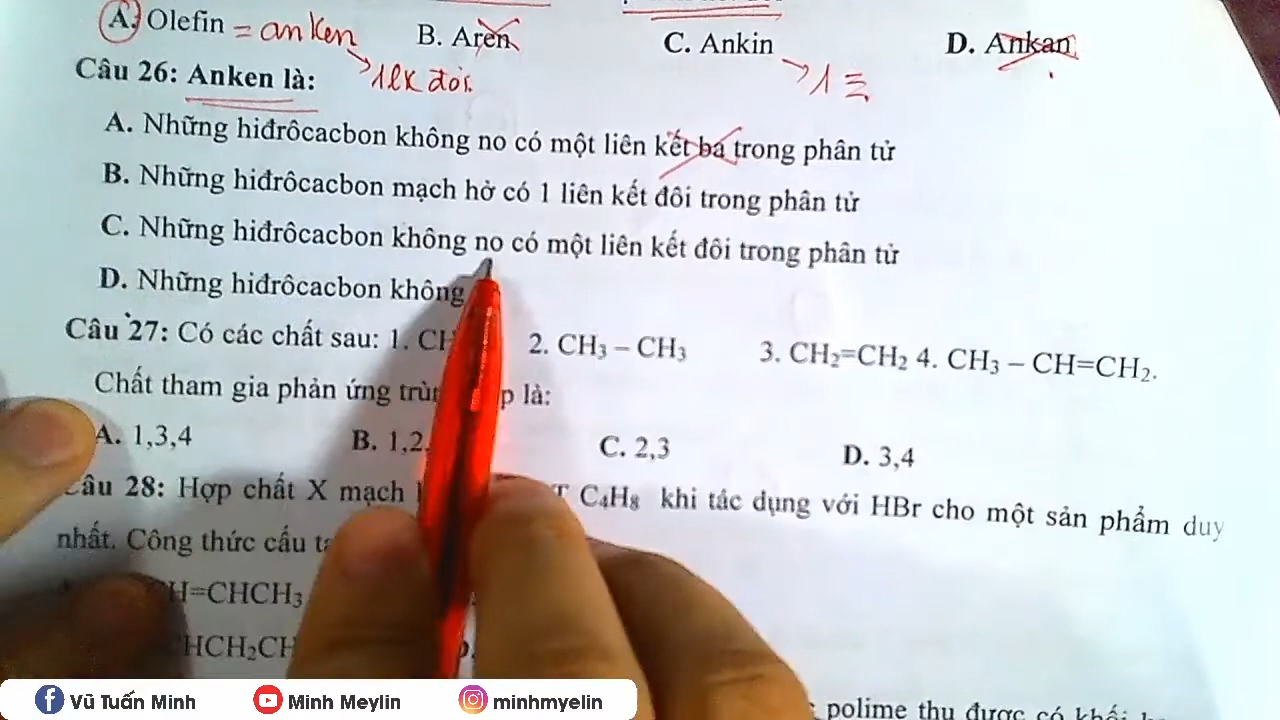 A. Olefin = anken B. Aren C. Ankin D. Ankan
1 lk đôi. → 1 ≡
Câu 26: Anken là:
A. Những hiđrôcacbon không no có một liên kết ba trong phân tử
B. Những hiđrôcacbon mạch hở có 1 liên kết đôi trong phân tử
C. Những hiđrôcacbon không no có một liên kết đôi trong phân tử
D. Những hiđrôcacbon không
Câu 27: Có các chất sau: 1. 2. CH₃ – CH₃ 3. CH₂=CH₂ 4. CH₃ – CH=CH₂.
Chất tham gia phản ứng là:
A. 1,3,4 B. 1,2 C. 2,3 D. 3,4
Câu 28: Hợp chất X mạch C₄H₈ khi tác dụng với HBr cho một sản phẩm duy
nhất. Công thức cấu
H=CHCH₃
HCH₂CH
polime thu được có khối
Vũ Tuấn Minh Minh Meylin minhmyelin